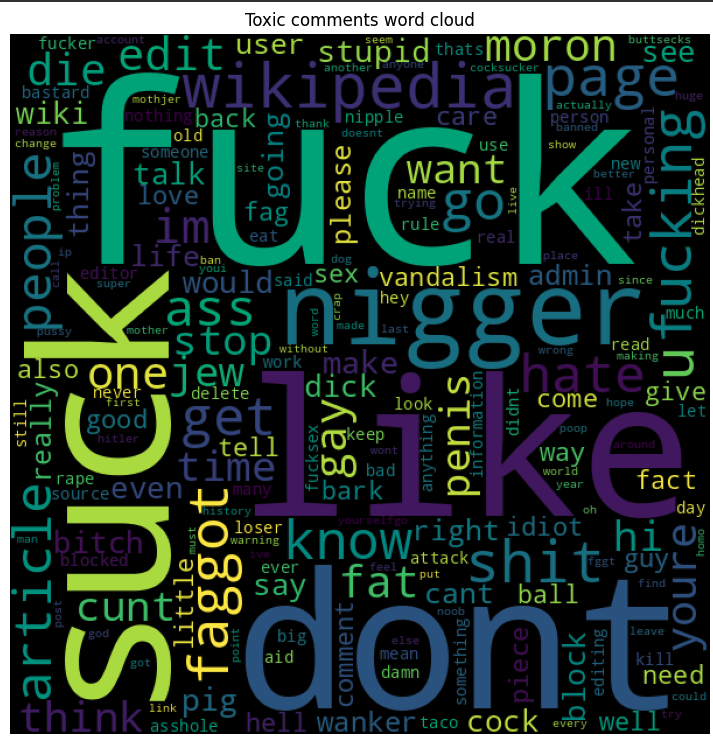 Toxic comments word cloud
fucker account seem buttsecks
edit user stupid thats moron see
die another anyone cocksucker
bastard wikipedia page huge
mothjer actually
wiki nothing back nipple care person fucking
reason thank banned
change old doesnt use show personal
someone going want better new dickhead
people thing talk please site name go live
problem love fag rule trying ill take
im eat real
life ban dog place
ip call editor youi would said sex vandalism admin since
super hey much
fuck
pussy mother ass crap word made last nigger wrong read u
suck stop without making
also one jew work make hate
never delete dick look come give
still first good get gay penis information didnt hope let
really hitler keep anything poop around
tell fucksex wont way
rape time bad world fact
source even many bark year
like
article man history yourselfgo oh day
bitch faggot loser know right idiot hi
must warning shit
blocked ive attack fggt guy youre homo
ever feel put
little say fat cant ball find
cunt noob
post god point big comment else something piece block editing leave
got aid mean kill
damn need
dont could
link pig
think asshole hell wanker taco cock every well try